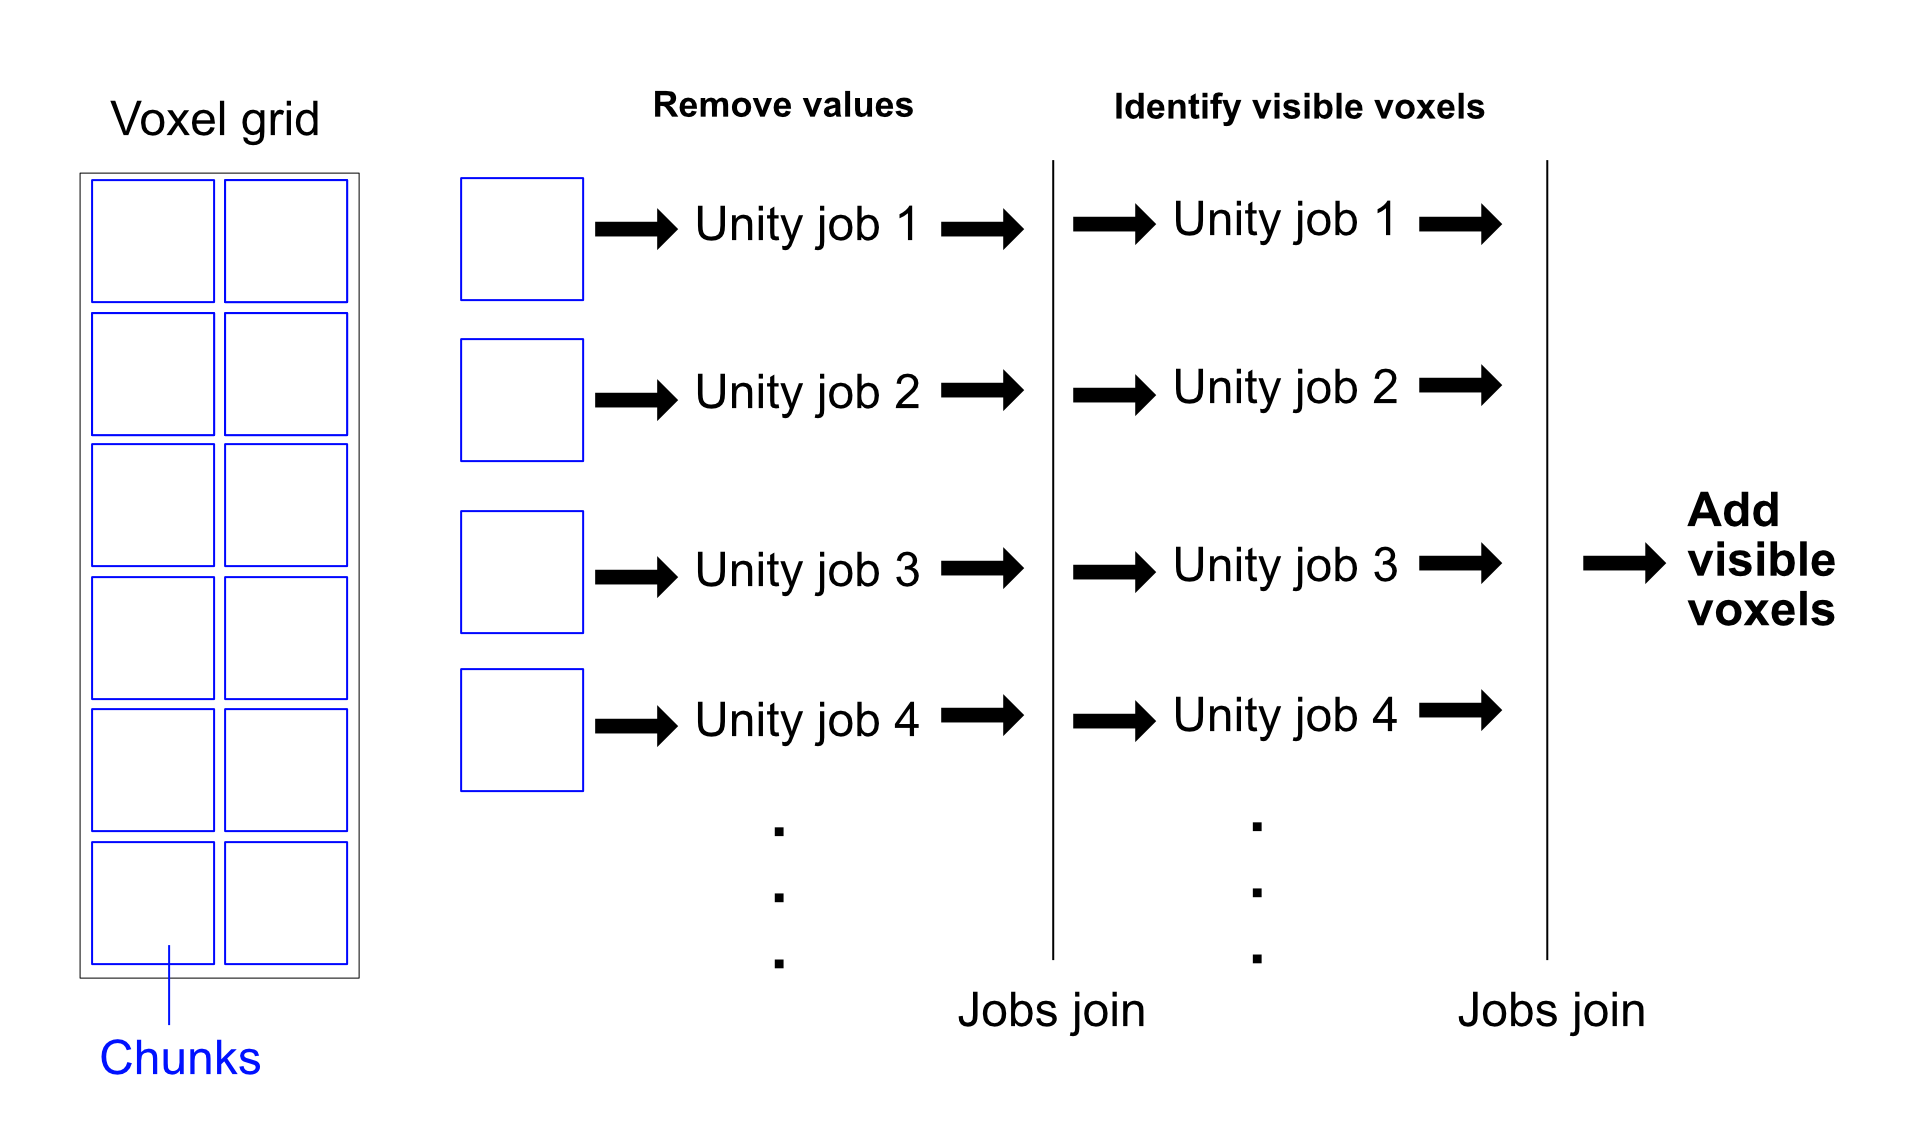 Voxel grid
Remove values
Identify visible voxels
Unity job 1
Unity job 1
Unity job 2
Unity job 2
Unity job 3
Unity job 3
Unity job 4
Unity job 4
.
.
.
.
.
.
Add
visible
voxels
Jobs join
Jobs join
Chunks